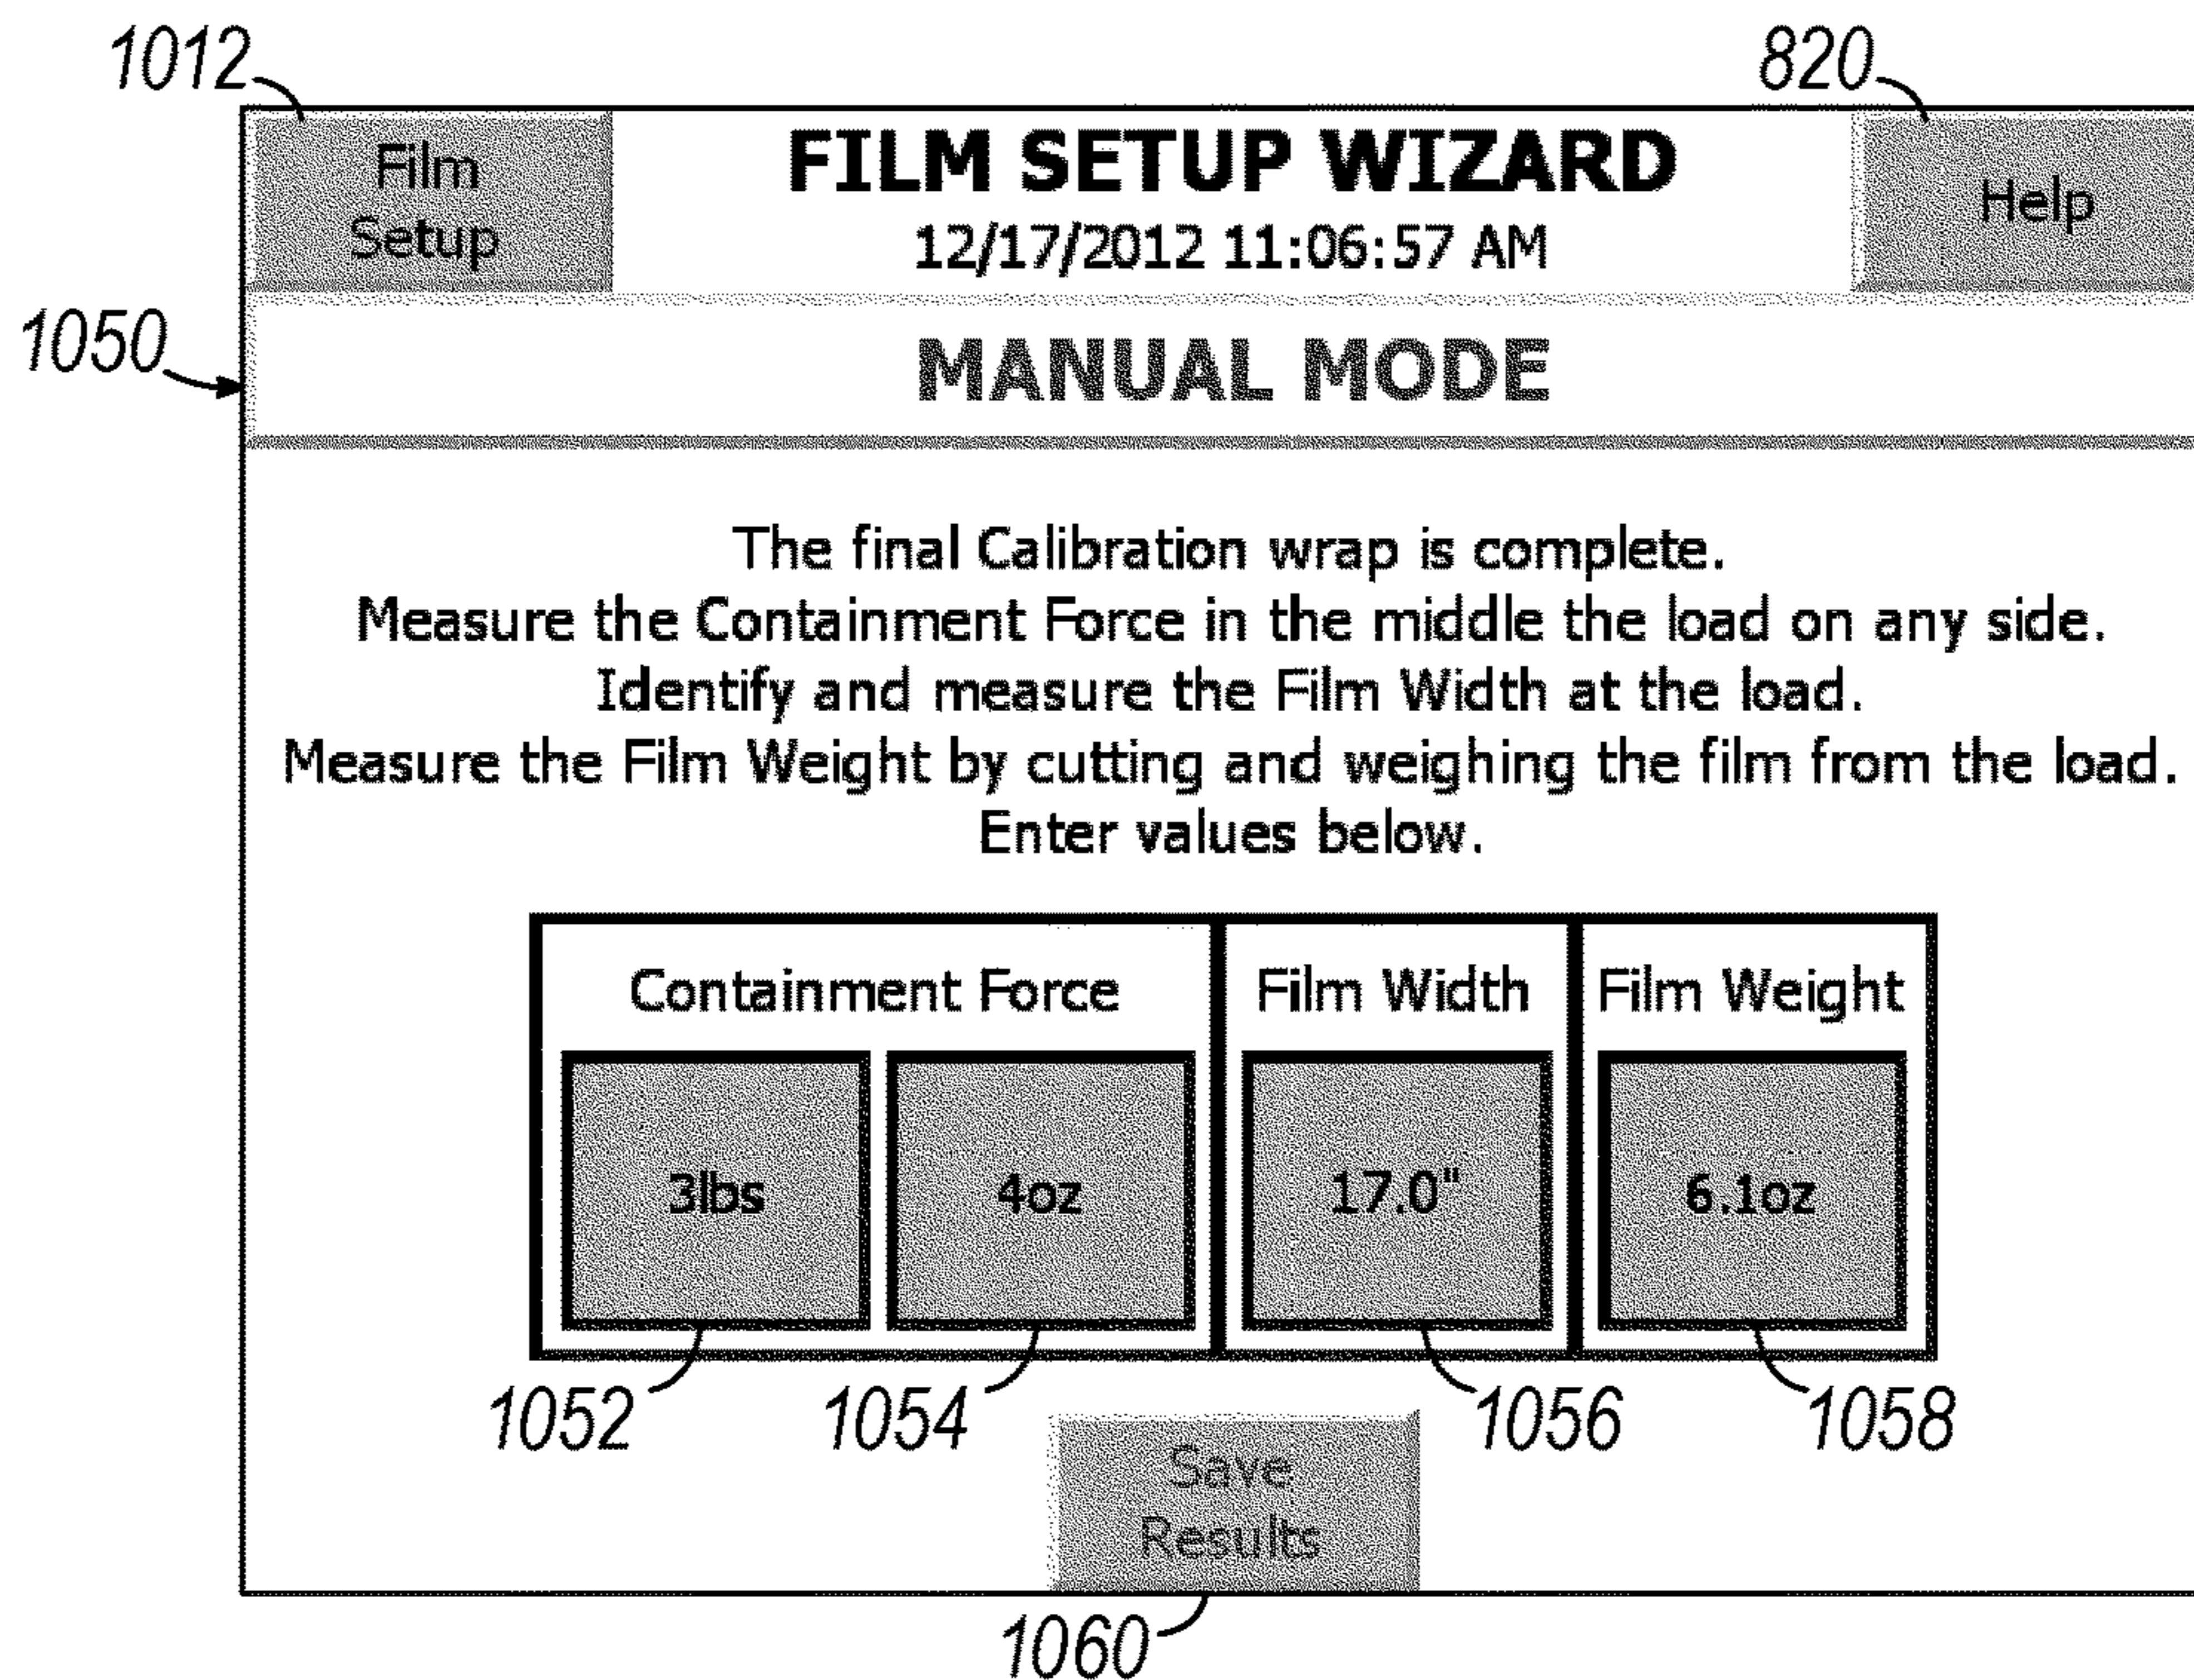 1012
820
Film
Setup
FILM SETUP WIZARD
12/17/2012 11:06:57 AM
Help
1050
MANUAL MODE
The final Calibration wrap is complete.
Measure the Containment Force in the middle the load on any side.
Identify and measure the Film Width at the load.
Measure the Film Weight by cutting and weighing the film from the load.
Enter values below.
Containment Force
Film Width
Film Weight
3lbs
4oz
17.0"
6.1oz
1052
1054
1056
1058
Save
Results
1060